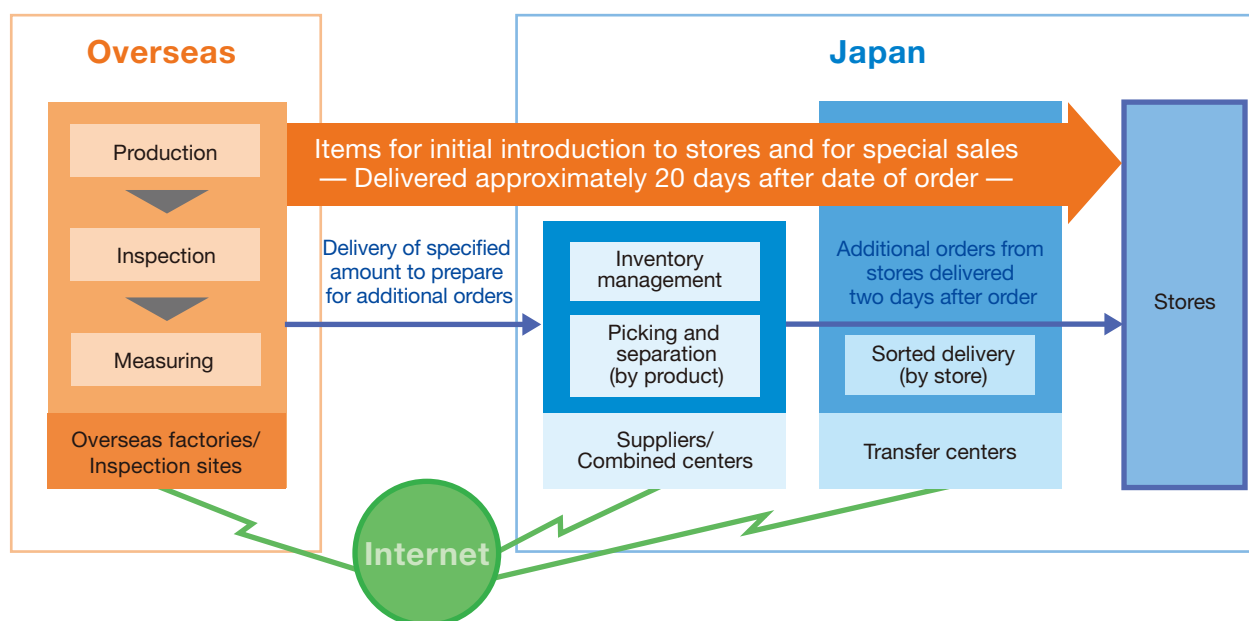 Overseas
Japan
Production
Inspection
Measuring
Overseas factories/
Inspection sites
Items for initial introduction to stores and for special sales
— Delivered approximately 20 days after date of order —
Delivery of specified
amount to prepare
for additional orders
Inventory
management
Picking and
separation
(by product)
Suppliers/
Combined centers
Additional orders from
stores delivered
two days after order
Sorted delivery
(by store)
Transfer centers
Stores
Internet